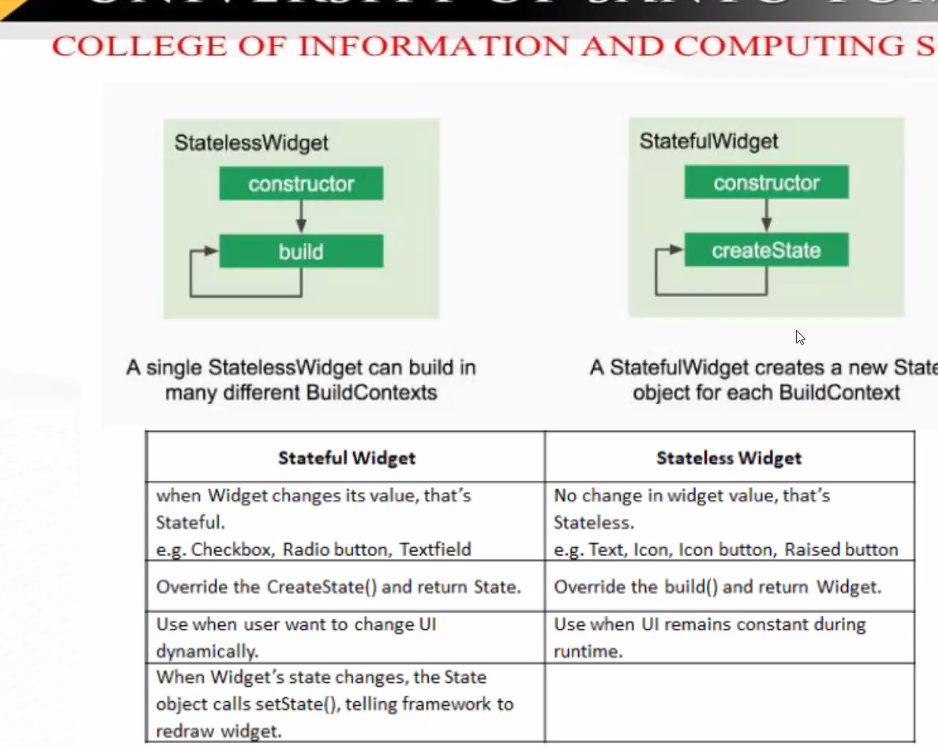 COLLEGE OF INFORMATION AND COMPUTING S
StatelessWidget
constructor
build
A single StatelessWidget can build in
many different BuildContexts
StatefulWidget
constructor
createState
A StatefulWidget creates a new State
object for each BuildContext
Stateful Widget
Stateless Widget
when Widget changes its value, that's
Stateful.
e.g. Checkbox, Radio button, Textfield
No change in widget value, that's
Stateless.
e.g. Text, Icon, Icon button, Raised button
Override the CreateState() and return State.
Override the build() and return Widget.
Use when user want to change UI
dynamically.
Use when UI remains constant during
runtime.
When Widget's state changes, the State
object calls setState(), telling framework to
redraw widget.